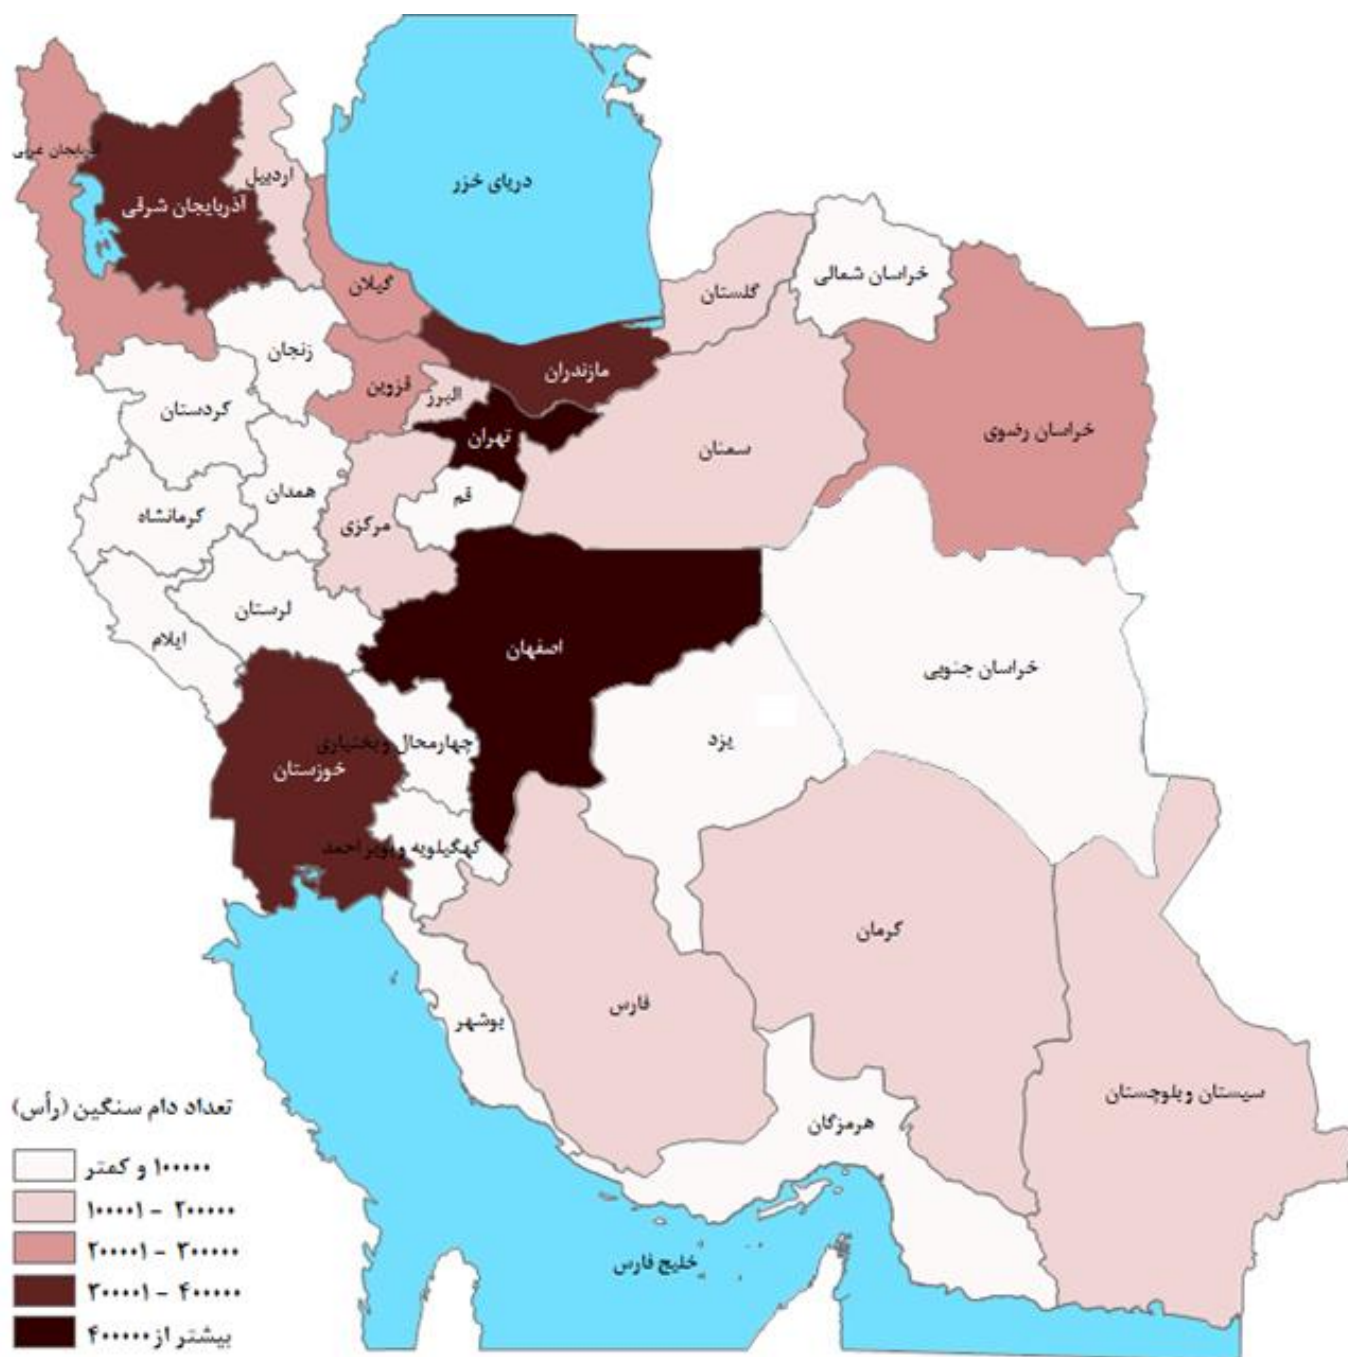 دریای خزر
آذربایجان غربی
اردبیل
آذربایجان شرقی
گیلان
گلستان
خراسان شمالی
زنجان
مازندران
قزوین
البرز
کردستان
تهران
خراسان رضوی
سمنان
همدان
قم
کرمانشاه
مرکزی
لرستان
ایلام
اصفهان
خراسان جنوبی
چهارمحال و بختیاری
یزد
خوزستان
کهگیلویه و بویر احمد
کرمان
فارس
بوشهر
سیستان و بلوچستان
هرمزگان
خلیج فارس
تعداد دام سنگین (رأس)
۱۰۰۰۰۰ و کمتر
۱۰۰۰۰۱ - ۲۰۰۰۰۰
۲۰۰۰۰۱ - ۳۰۰۰۰۰
۳۰۰۰۰۱ - ۴۰۰۰۰۰
بیشتر از ۴۰۰۰۰۰